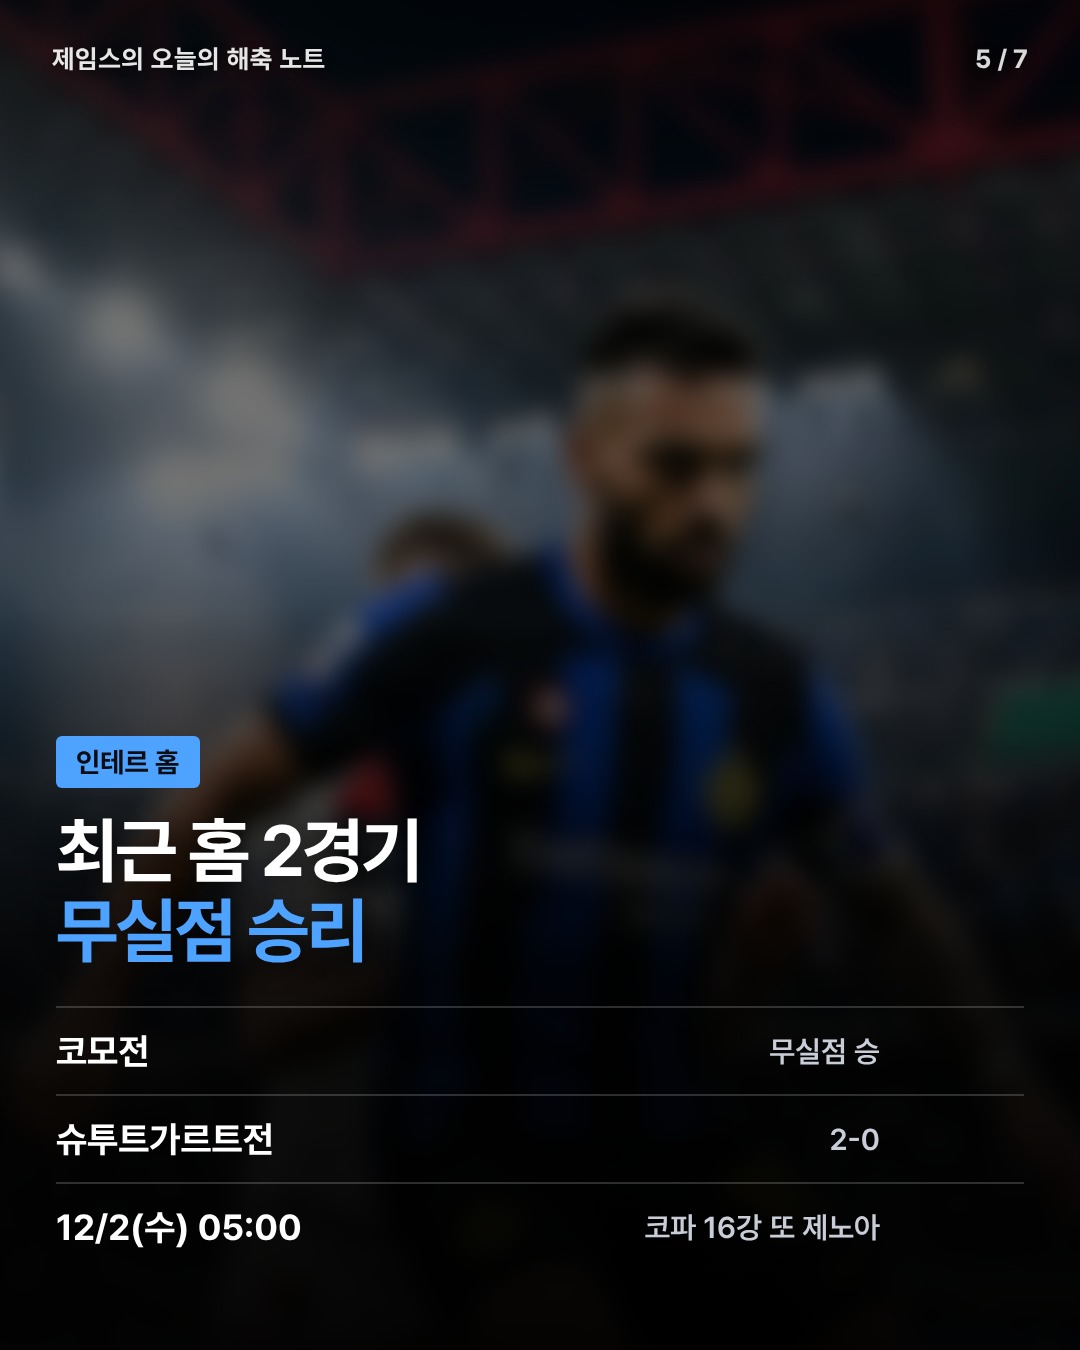 제임스의 오늘의 해축 노트
5 / 7
인테르 홈
최근 홈 2경기
무실점 승리
코모전 무실점 승
슈투트가르트전 2-0
12/2(수) 05:00 코파 16강 또 제노아